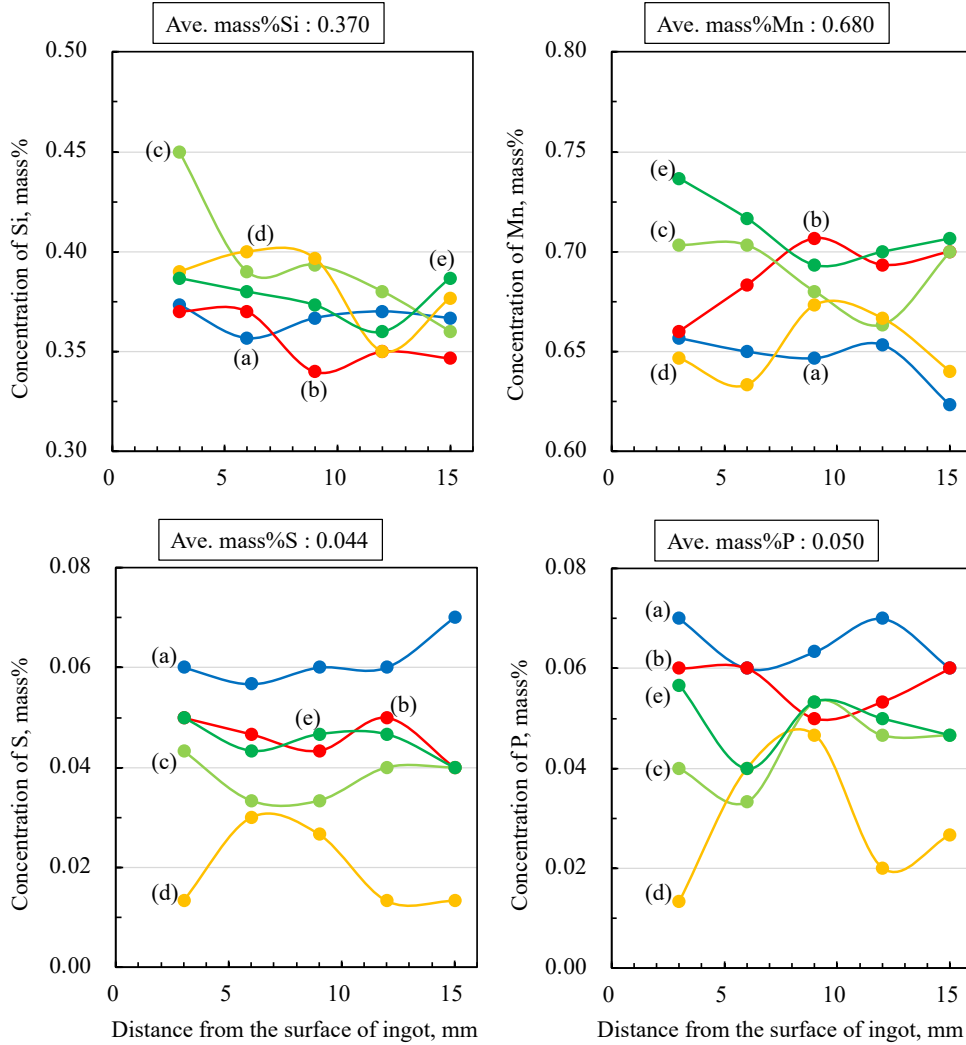 Ave. mass%Si : 0.370
Ave. mass%Mn : 0.680
Concentration of Si, mass%
0.50
0.45
0.40
0.35
0.30
0
5
10
15
(c)
(d)
(e)
(a)
(b)
Concentration of Mn, mass%
0.80
0.75
0.70
0.65
0.60
0
5
10
15
(e)
(b)
(c)
(d)
(a)
Ave. mass%S : 0.044
Ave. mass%P : 0.050
Concentration of S, mass%
0.08
0.06
0.04
0.02
0.00
0
5
10
15
(a)
(b)
(e)
(c)
(d)
Distance from the surface of ingot, mm
Concentration of P, mass%
0.08
0.06
0.04
0.02
0.00
0
5
10
15
(a)
(b)
(e)
(c)
(d)
Distance from the surface of ingot, mm